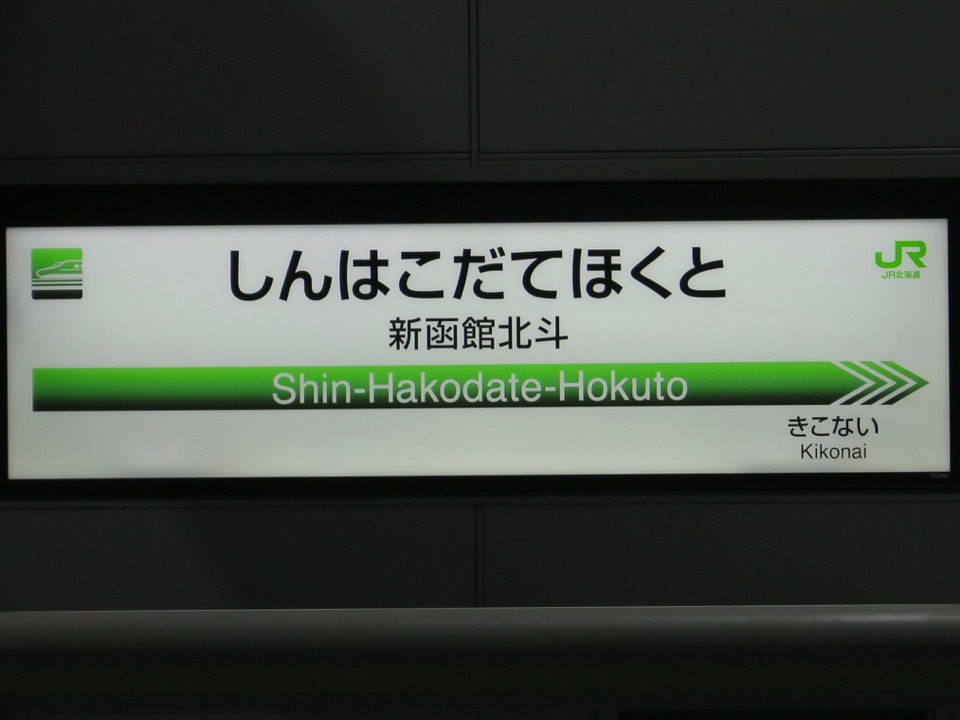 しんはこだてほくと
JR
JR北海道
新函館北斗
Shin-Hakodate-Hokuto
きこない
Kikonai